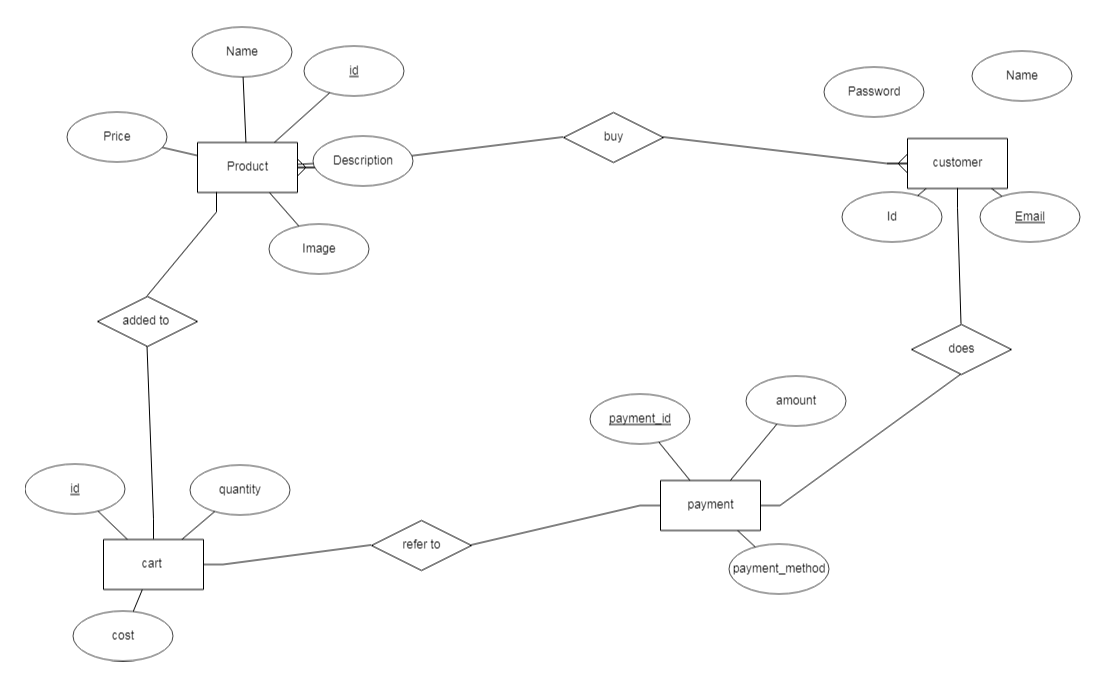 Name
id
Name
Password
Price
buy
Description
customer
Product
Id
Email
Image
added to
does
amount
payment_id
id
quantity
payment
refer to
cart
payment_method
cost